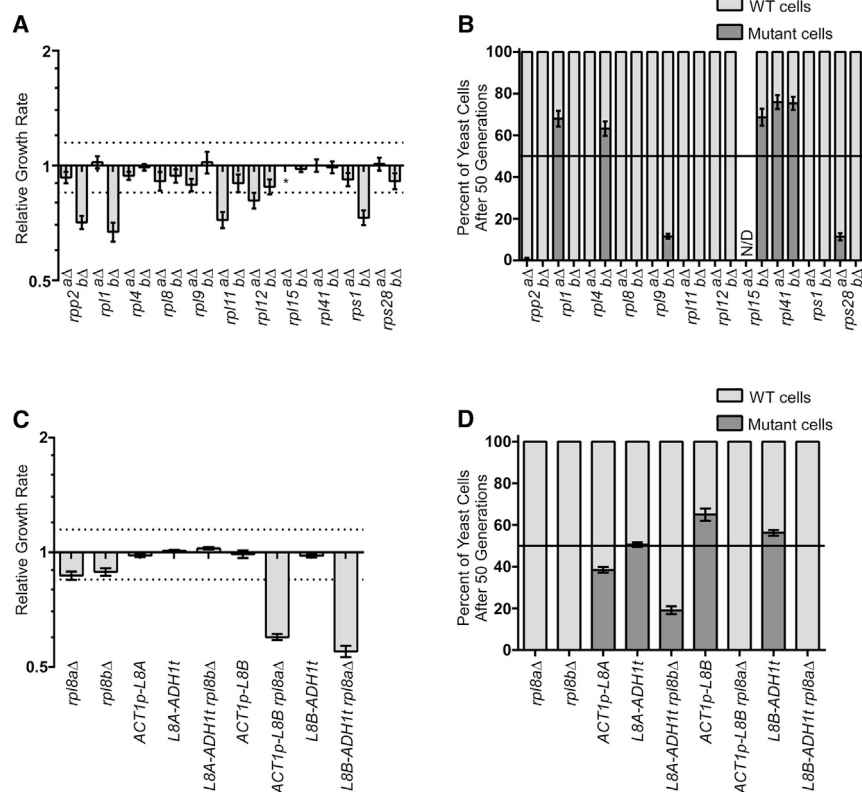 A
Relative Growth Rate
2
1
0.5
*
aΔ bΔ aΔ bΔ aΔ bΔ aΔ bΔ aΔ bΔ aΔ bΔ aΔ bΔ aΔ bΔ aΔ bΔ aΔ bΔ aΔ bΔ
rpp2 rpl1 rpl4 rpl8 rpl9 rpl11 rpl12 rpl15 rpl41 rps1 rps28
B
WT cells
Mutant cells
Percent of Yeast Cells
After 50 Generations
100
80
60
40
20
0
N/D
aΔ bΔ aΔ bΔ aΔ bΔ aΔ bΔ aΔ bΔ aΔ bΔ aΔ bΔ aΔ bΔ aΔ bΔ aΔ bΔ aΔ bΔ
rpp2 rpl1 rpl4 rpl8 rpl9 rpl11 rpl12 rpl15 rpl41 rps1 rps28
C
Relative Growth Rate
2
1
0.5
rpl8aΔ
rpl8bΔ
ACT1p-L8A
L8A-ADH1t
L8A-ADH1t rpl8bΔ
ACT1p-L8B
ACT1p-L8B rpl8aΔ
L8B-ADH1t
L8B-ADH1t rpl8aΔ
D
WT cells
Mutant cells
Percent of Yeast Cells
After 50 Generations
100
80
60
40
20
0
rpl8aΔ
rpl8bΔ
ACT1p-L8A
L8A-ADH1t
L8A-ADH1t rpl8bΔ
ACT1p-L8B
ACT1p-L8B rpl8aΔ
L8B-ADH1t
L8B-ADH1t rpl8aΔ